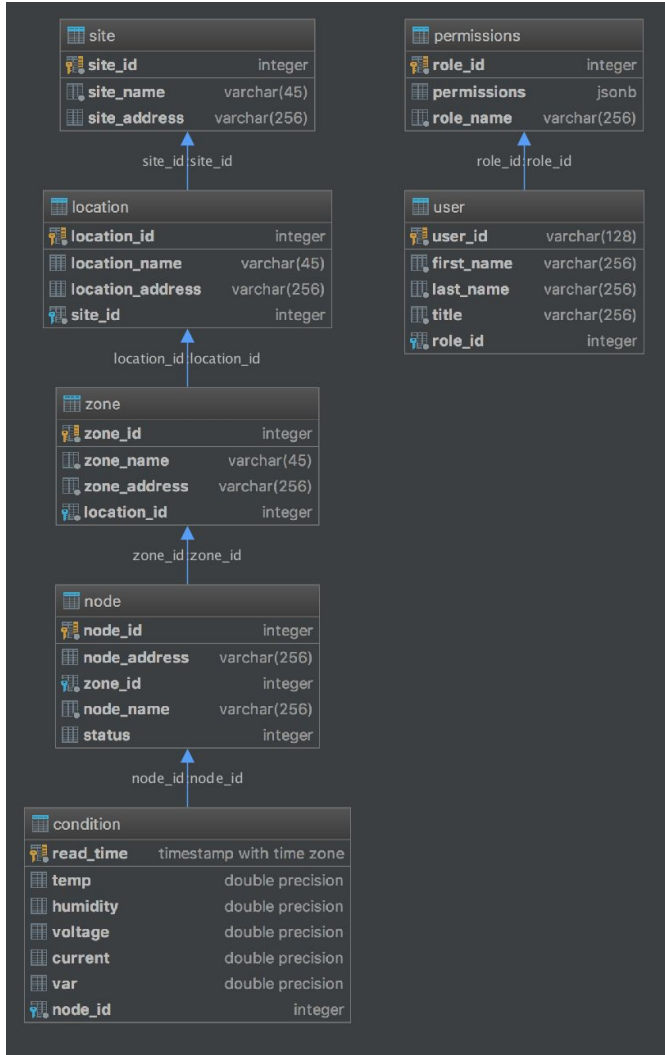 site
site_id integer
site_name varchar(45)
site_address varchar(256)
site_id:site_id
location
location_id integer
location_name varchar(45)
location_address varchar(256)
site_id integer
location_id:location_id
zone
zone_id integer
zone_name varchar(45)
zone_address varchar(256)
location_id integer
zone_id:zone_id
node
node_id integer
node_address varchar(256)
zone_id integer
node_name varchar(256)
status integer
node_id:node_id
condition
read_time timestamp with time zone
temp double precision
humidity double precision
voltage double precision
current double precision
var double precision
node_id integer
permissions
role_id integer
permissions jsonb
role_name varchar(256)
role_id:role_id
user
user_id varchar(128)
first_name varchar(256)
last_name varchar(256)
title varchar(256)
role_id integer